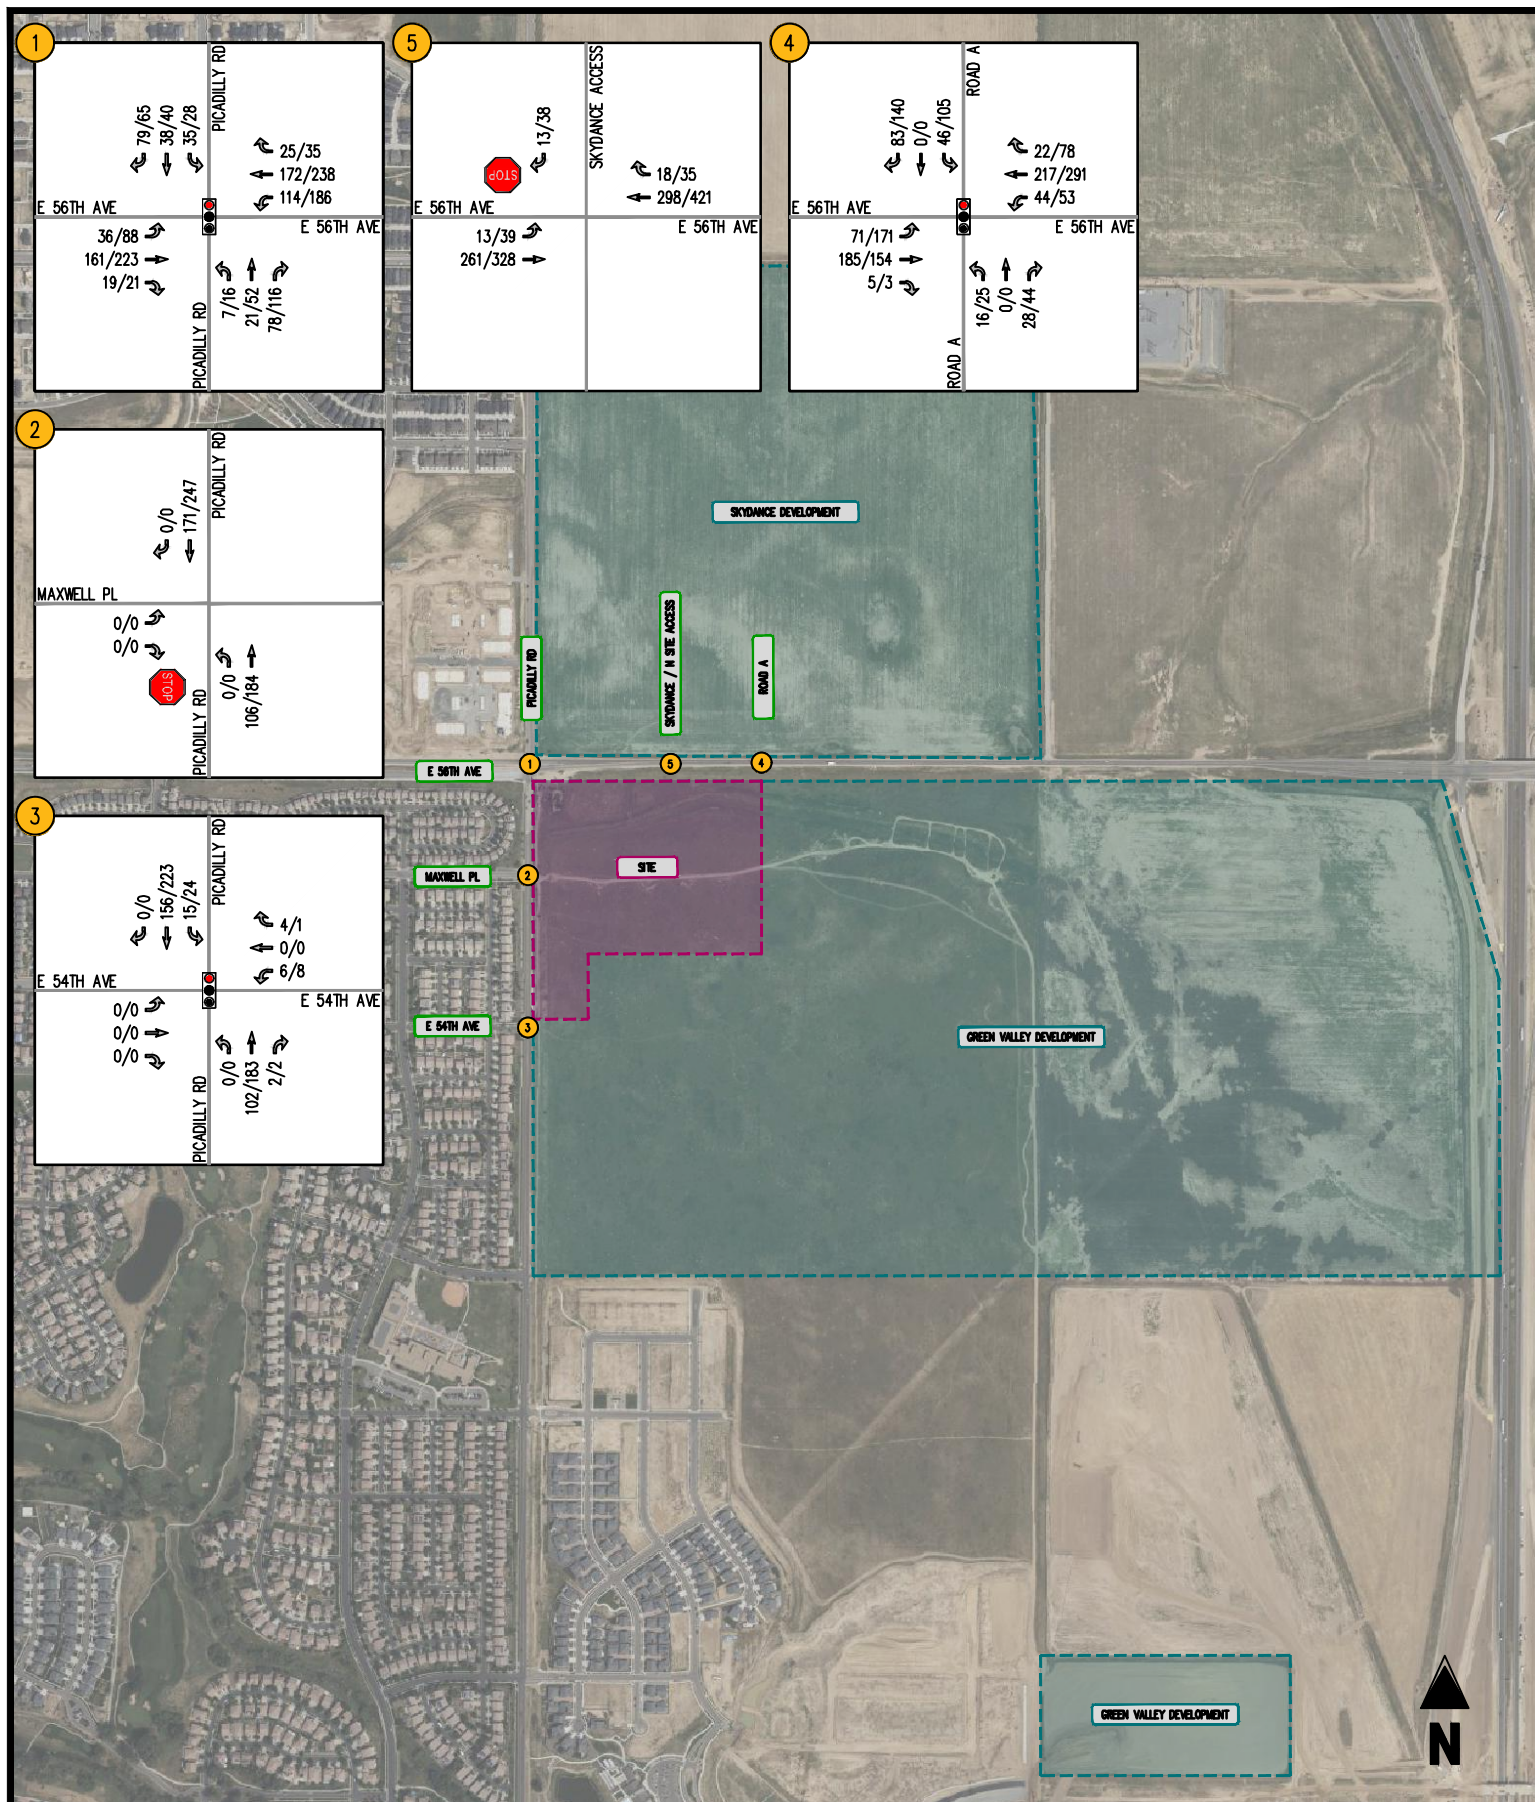 1
PICADILLY RD
79/65
38/40
35/28
25/35
172/238
114/186
E 56TH AVE
E 56TH AVE
36/88
161/223
19/21
7/16
21/52
78/116
PICADILLY RD
5
SKYDANCE ACCESS
13/38
STOP
18/35
298/421
E 56TH AVE
E 56TH AVE
13/39
261/328
4
ROAD A
83/140
0/0
46/105
22/78
217/291
44/53
E 56TH AVE
E 56TH AVE
71/171
185/154
5/3
16/25
0/0
28/44
ROAD A
2
PICADILLY RD
0/0
171/247
MAXWELL PL
0/0
0/0
STOP
0/0
106/184
PICADILLY RD
3
PICADILLY RD
0/0
156/223
15/24
4/1
0/0
6/8
E 54TH AVE
E 54TH AVE
0/0
0/0
0/0
0/0
102/183
2/2
PICADILLY RD
SKYDANCE DEVELOPMENT
PICADILLY RD
SKYDANCE / N SITE ACCESS
ROAD A
E 56TH AVE
1
5
4
MAXWELL PL
2
SITE
E 54TH AVE
3
GREEN VALLEY DEVELOPMENT
GREEN VALLEY DEVELOPMENT
N